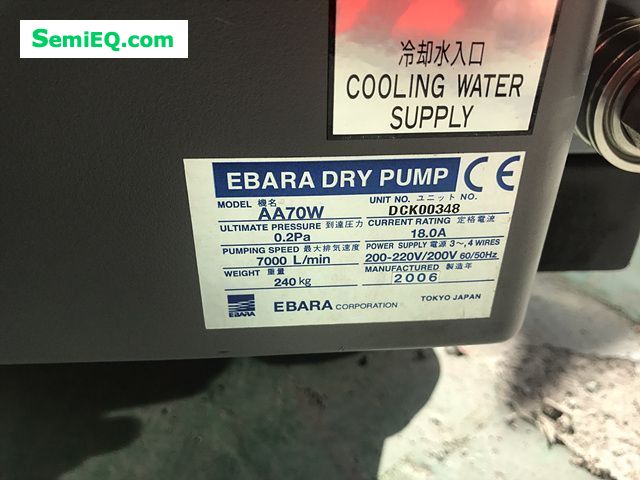 SemiEQ.com
冷却水入口
COOLING WATER
SUPPLY
EBARA DRY PUMP CE
MODEL 機名 AA70W
UNIT NO. ユニット NO. DCK00348
ULTIMATE PRESSURE 到達圧力 0.2Pa
CURRENT RATING 定格電流 18.0A
PUMPING SPEED 最大排気速度 7000 L/min
POWER SUPPLY 電源 3～,4 WIRES
200-220V/200V 60/50Hz
WEIGHT 重量 240 kg
MANUFACTURED 製造年 2006
EBARA
EBARA CORPORATION
TOKYO JAPAN